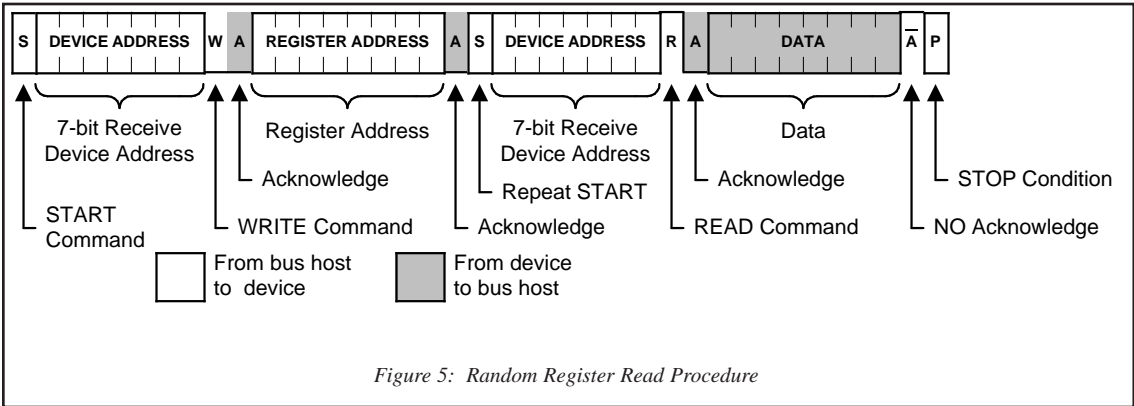 S DEVICE ADDRESS W A REGISTER ADDRESS A S DEVICE ADDRESS R A DATA A̅ P
7-bit Receive
Device Address
Register Address
7-bit Receive
Device Address
Data
Acknowledge
Repeat START
Acknowledge
STOP Condition
START
Command
WRITE Command
Acknowledge
READ Command
NO Acknowledge
From bus host
to device
From device
to bus host
Figure 5: Random Register Read Procedure